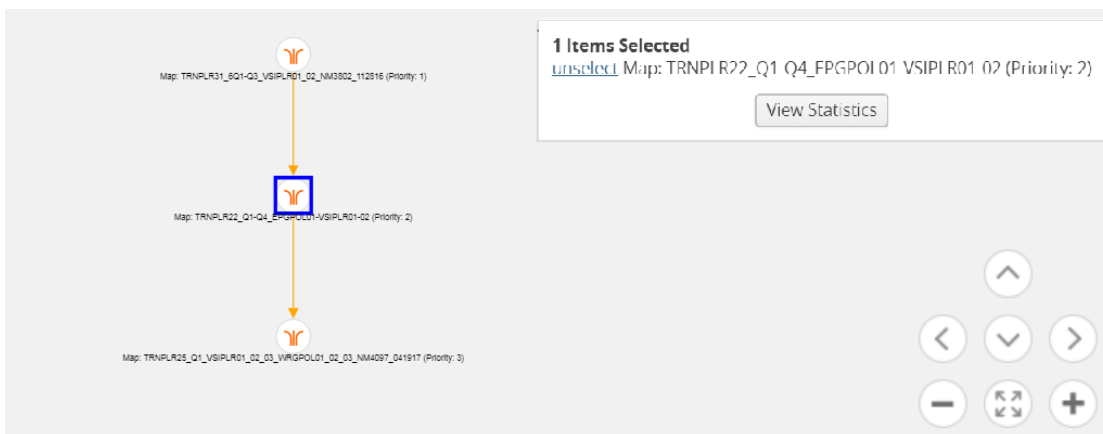 Map: TRNPLR31_6Q1-Q3_VSIPLR01_02_NM3802_112816 (Priority: 1)
1 Items Selected
unselect Map: TRNPLR22_Q1-Q4_EPGPOL01-VSIPLR01-02 (Priority: 2)
View Statistics
Map: TRNPLR22_Q1-Q4_EPGPOL01-VSIPLR01-02 (Priority: 2)
Map: TRNPLR25_Q1_VSIPLR01_02_03_WRGPOL01_02_03_NM4097_041917 (Priority: 3)